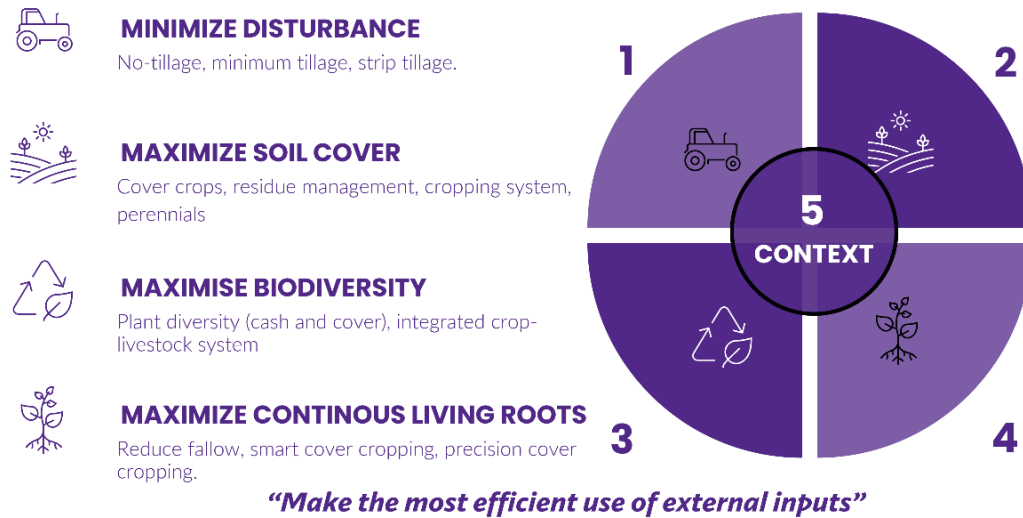 MINIMIZE DISTURBANCE
No-tillage, minimum tillage, strip tillage.
MAXIMIZE SOIL COVER
Cover crops, residue management, cropping system,
perennials
MAXIMISE BIODIVERSITY
Plant diversity (cash and cover), integrated crop-
livestock system
MAXIMIZE CONTINOUS LIVING ROOTS
Reduce fallow, smart cover cropping, precision cover
cropping.
1
2
5
CONTEXT
3
4
“Make the most efficient use of external inputs”